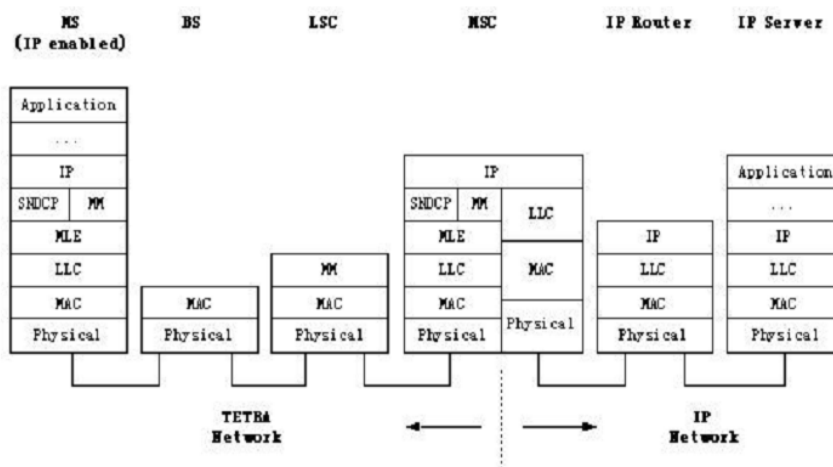 MS
(IP enabled)
BS
LSC
MSC
IP Router
IP Server
Application
...
IP
SNDCP MM
MLE
LLC
MAC
Physical
MAC
Physical
MM
MAC
Physical
IP
SNDCP MM
MLE
LLC
MAC
Physical
LLC
MAC
Physical
IP
LLC
MAC
Physical
Application
...
IP
LLC
MAC
Physical
TETRA
Network
IP
Network